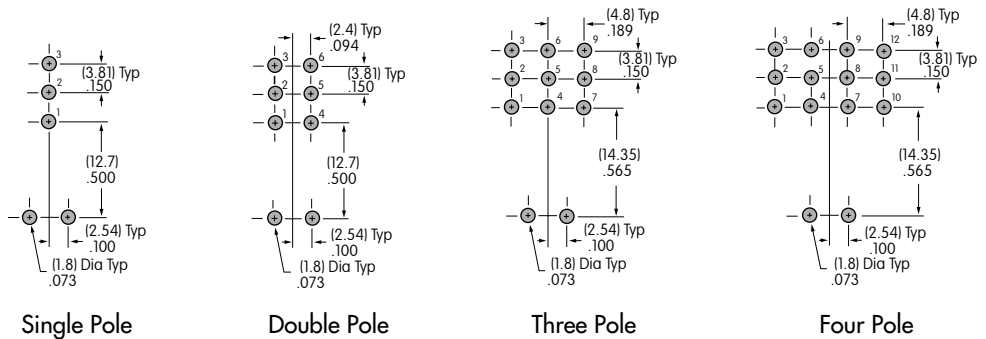 3
(3.81) Typ
.150
2
1
(12.7)
.500
(2.54) Typ
.100
(1.8) Dia Typ
.073
Single Pole
(2.4) Typ
.094
3
6
(3.81) Typ
.150
2
5
1
4
(12.7)
.500
(2.54) Typ
.100
(1.8) Dia Typ
.073
Double Pole
(4.8) Typ
.189
3
6
9
(3.81) Typ
.150
2
5
8
1
4
7
(14.35)
.565
(2.54) Typ
.100
(1.8) Dia Typ
.073
Three Pole
(4.8) Typ
.189
3
6
9
12
(3.81) Typ
.150
2
5
8
11
1
4
7
10
(14.35)
.565
(2.54) Typ
.100
(1.8) Dia Typ
.073
Four Pole